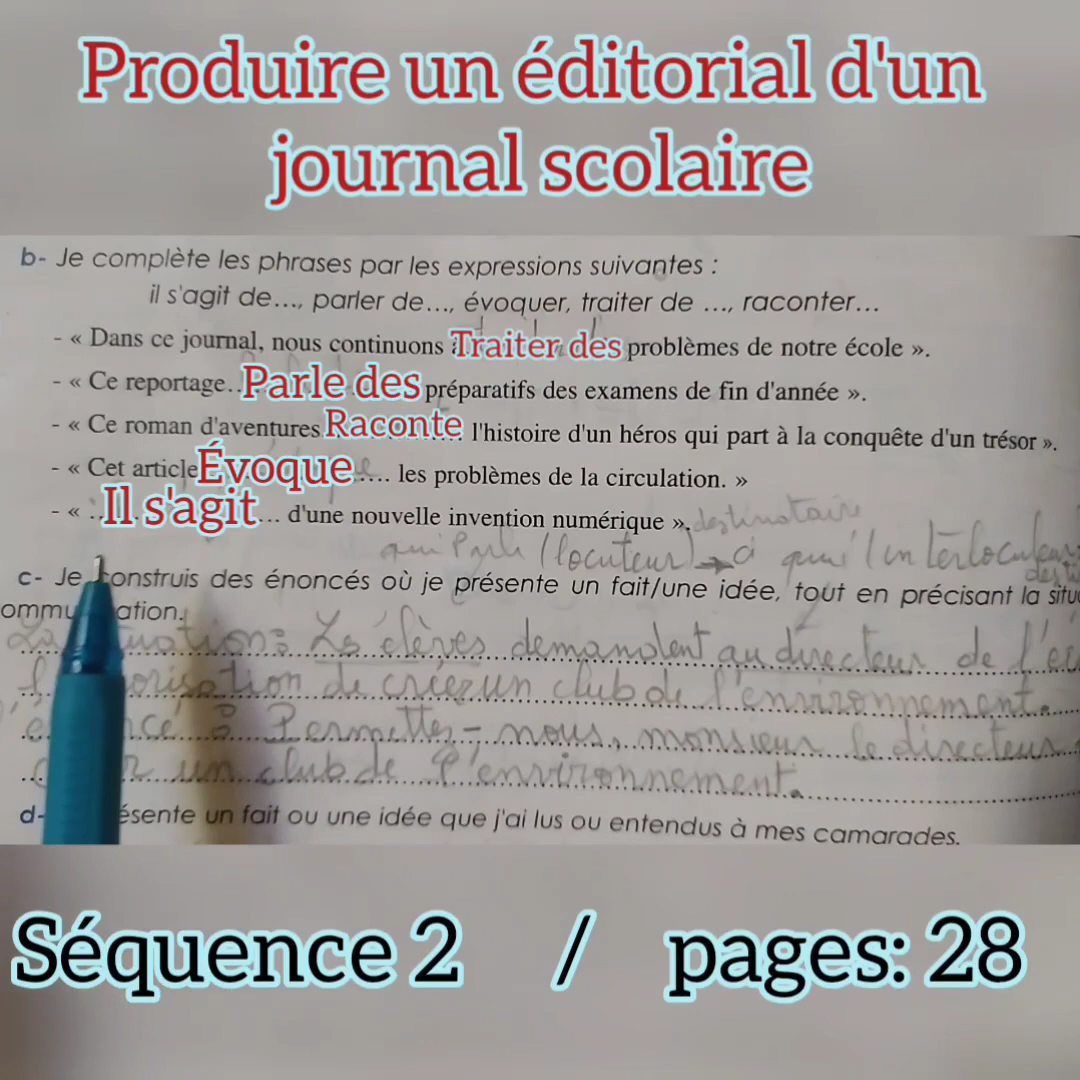 Produire un éditorial d'un
journal scolaire
b- Je complète les phrases par les expressions suivantes :
il s'agit de..., parler de..., évoquer, traiter de ..., raconter...
- « Dans ce journal, nous continuons Traiter des problèmes de notre école ».
- « Ce reportage.. Parle des préparatifs des examens de fin d'année ».
- « Ce roman d'aventures Raconte l'histoire d'un héros qui part à la conquête d'un trésor ».
- « Cet article Évoque .... les problèmes de la circulation. »
- « .. Il s'agit ... d'une nouvelle invention numérique ». destinataire
qui Parle (locuteur) → à qui (interlocuteur
c- Je construis des énoncés où je présente un fait/une idée, tout en précisant la situ
ommu ation.
Les élèves demandent au directeur de l'é
de créer un club de l'environnement.
Permettez-nous, monsieur le directeur
un club de l'environnement.
d- ésente un fait ou une idée que j'ai lus ou entendus à mes camarades.
Séquence 2 / pages: 28